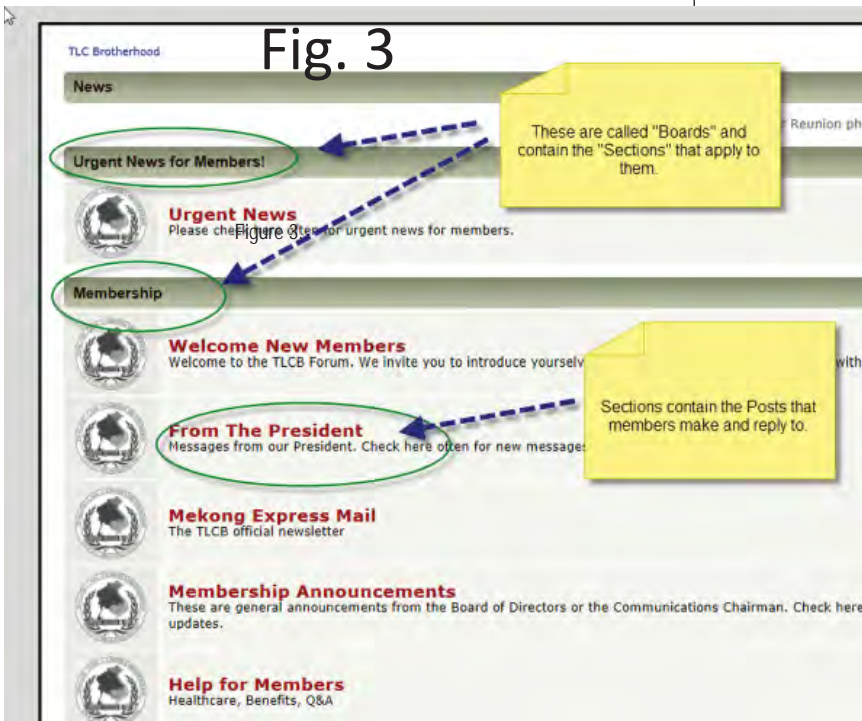 Fig. 3
TLC Brotherhood
News
Reunion ph
These are called "Boards" and
contain the "Sections" that apply to
them.
Urgent News for Members!
Urgent News
Please check here often for urgent news for members.
Figure 3.
Membership
Welcome New Members
Welcome to the TLCB Forum. We invite you to introduce yourself
with
Sections contain the Posts that
members make and reply to.
From The President
Messages from our President. Check here often for new messages
Mekong Express Mail
The TLCB official newsletter
Membership Announcements
These are general announcements from the Board of Directors or the Communications Chairman. Check here
updates.
Help for Members
Healthcare, Benefits, Q&A